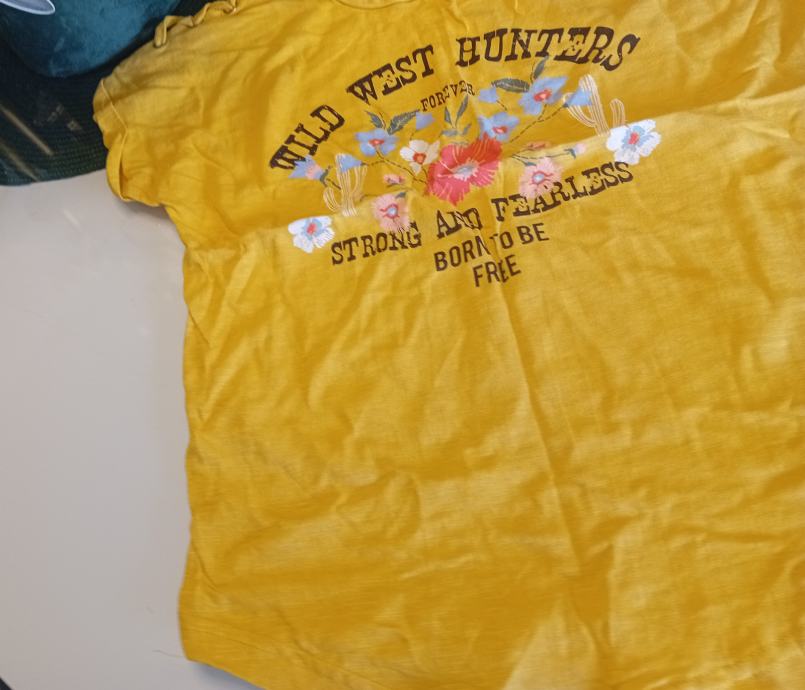 WILD WEST HUNTERS
FOREVER
STRONG AND FEARLESS
BORN TO BE
FREE